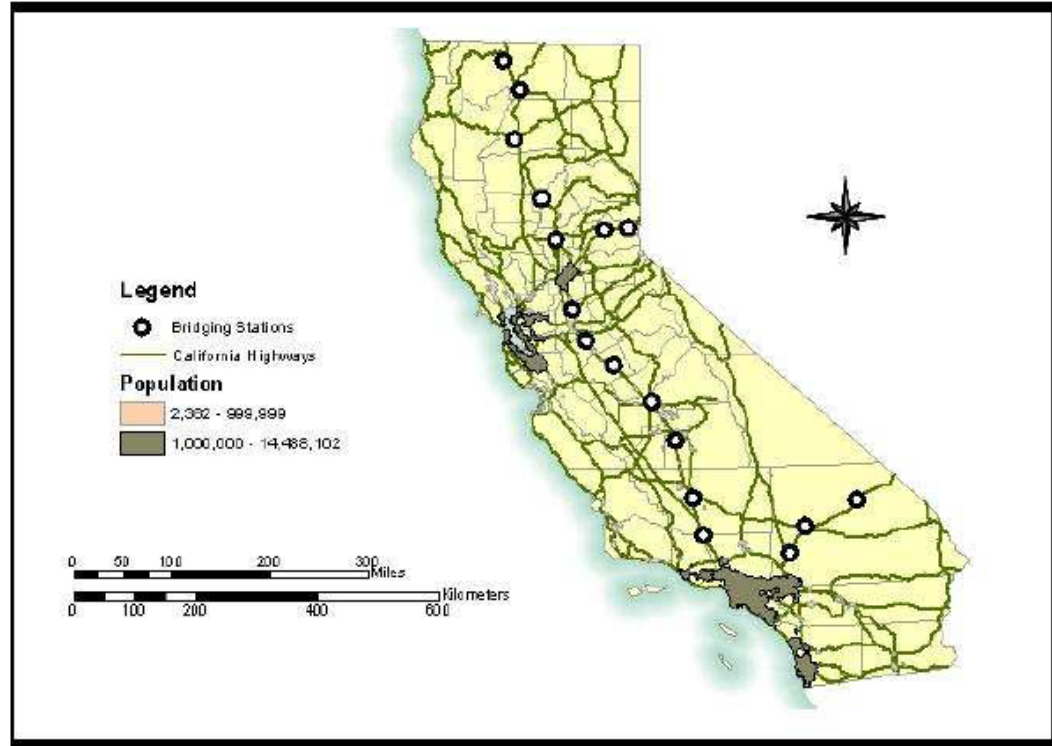 Legend
Bridging Stations
California Highways
Population
2,362 - 999,999
1,000,000 - 14,488,102
0 50 100 200 300
Miles
Kilometers
0 100 200 400 600